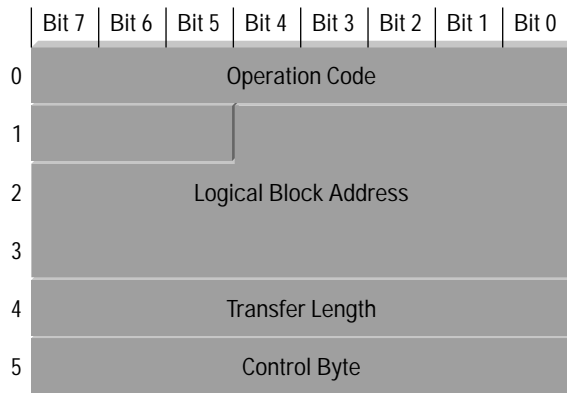 Bit 7 Bit 6 Bit 5 Bit 4 Bit 3 Bit 2 Bit 1 Bit 0
0 Operation Code
1
2 Logical Block Address
3
4 Transfer Length
5 Control Byte